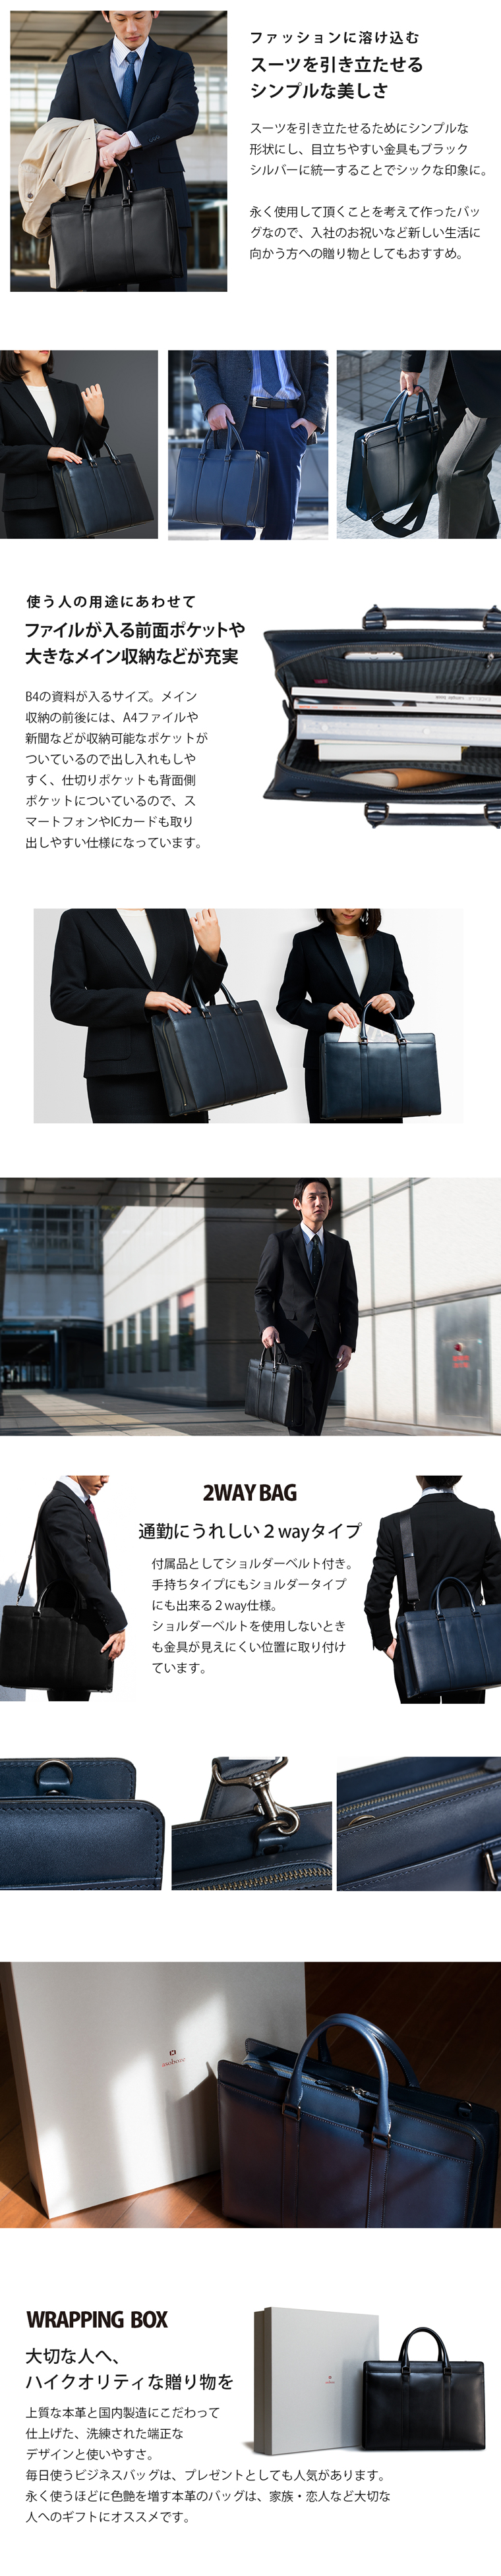 ファッションに溶け込む
スーツを引き立たせる
シンプルな美しさ
スーツを引き立たせるためにシンプルな
形状にし、目立ちやすい金具もブラック
シルバーに統一することでシックな印象に。
永く使用して頂くことを考えて作ったバッ
グなので、入社のお祝いなど新しい生活に
向かう方への贈り物としてもおすすめ。
使う人の用途にあわせて
ファイルが入る前面ポケットや
大きなメイン収納などが充実
B4の資料が入るサイズ。メイン
収納の前後には、A4ファイルや
新聞などが収納可能なポケットが
ついているので出し入れもしや
すく、仕切りポケットも背面側
ポケットについているので、ス
マートフォンやICカードも取り
出しやすい仕様になっています。
2WAY BAG
通勤にうれしい２wayタイプ
付属品としてショルダーベルト付き。
手持ちタイプにもショルダータイプ
にも出来る２way仕様。
ショルダーベルトを使用しないとき
も金具が見えにくい位置に取り付け
ています。
WRAPPING BOX
大切な人へ、
ハイクオリティな贈り物を
上質な本革と国内製造にこだわって
仕上げた、洗練された端正な
デザインと使いやすさ。
毎日使うビジネスバッグは、プレゼントとしても人気があります。
永く使うほどに色艶を増す本革のバッグは、家族・恋人など大切な
人へのギフトにオススメです。